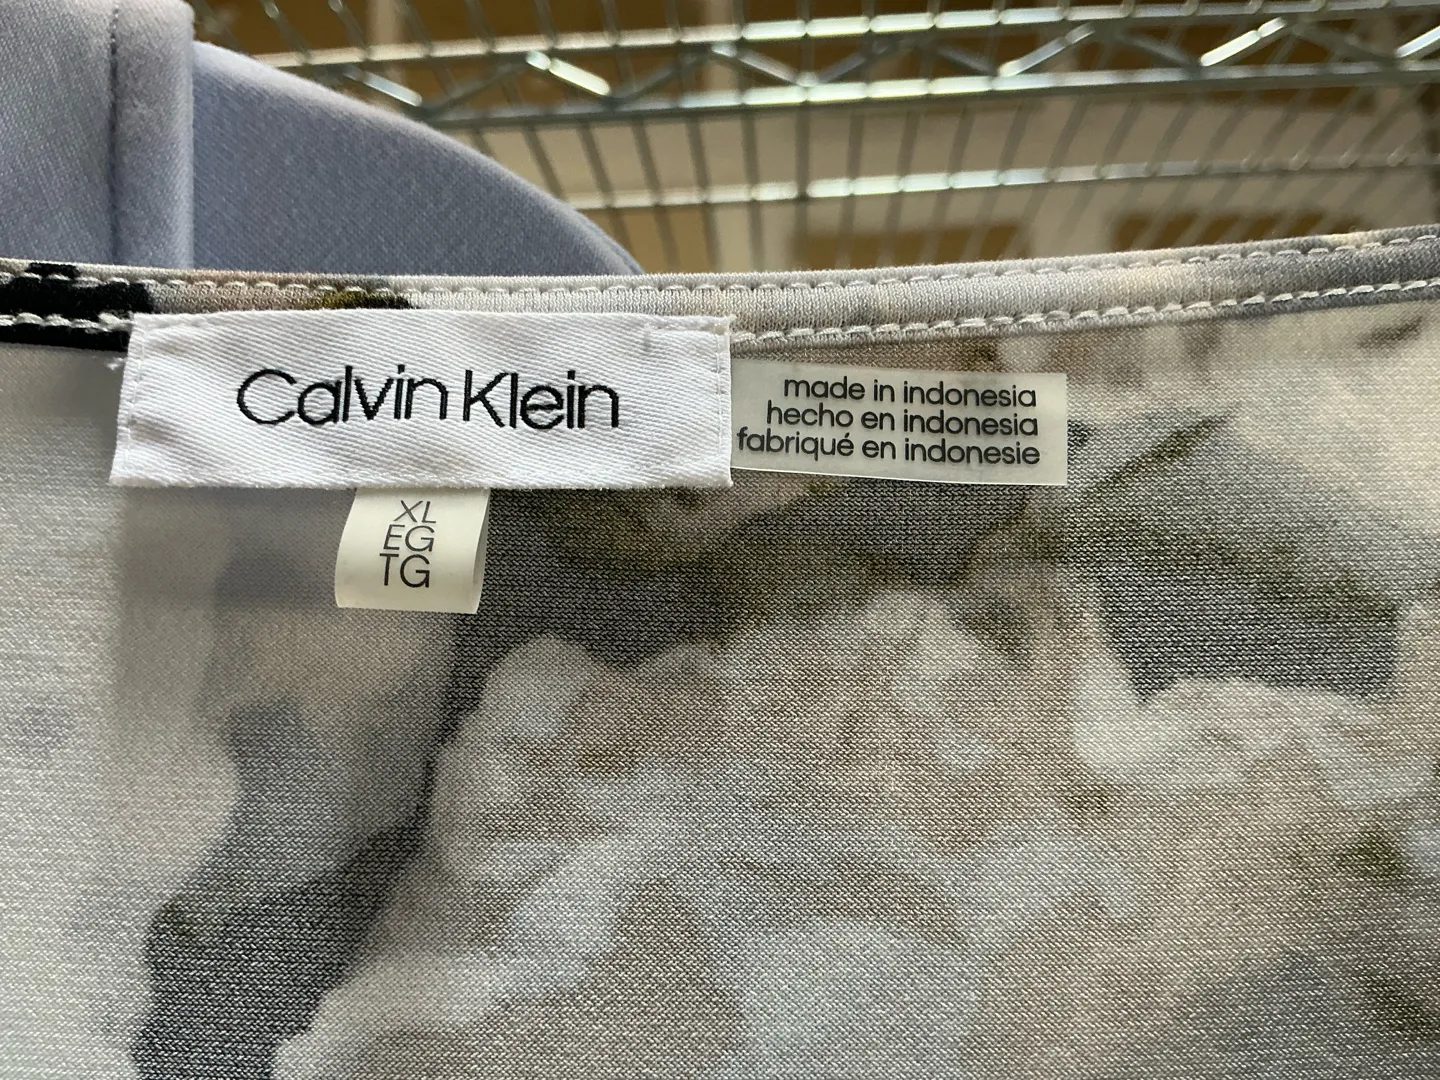 Calvin Klein
made in indonesia
hecho en indonesia
fabriqué en indonesie
XL
EG
TG